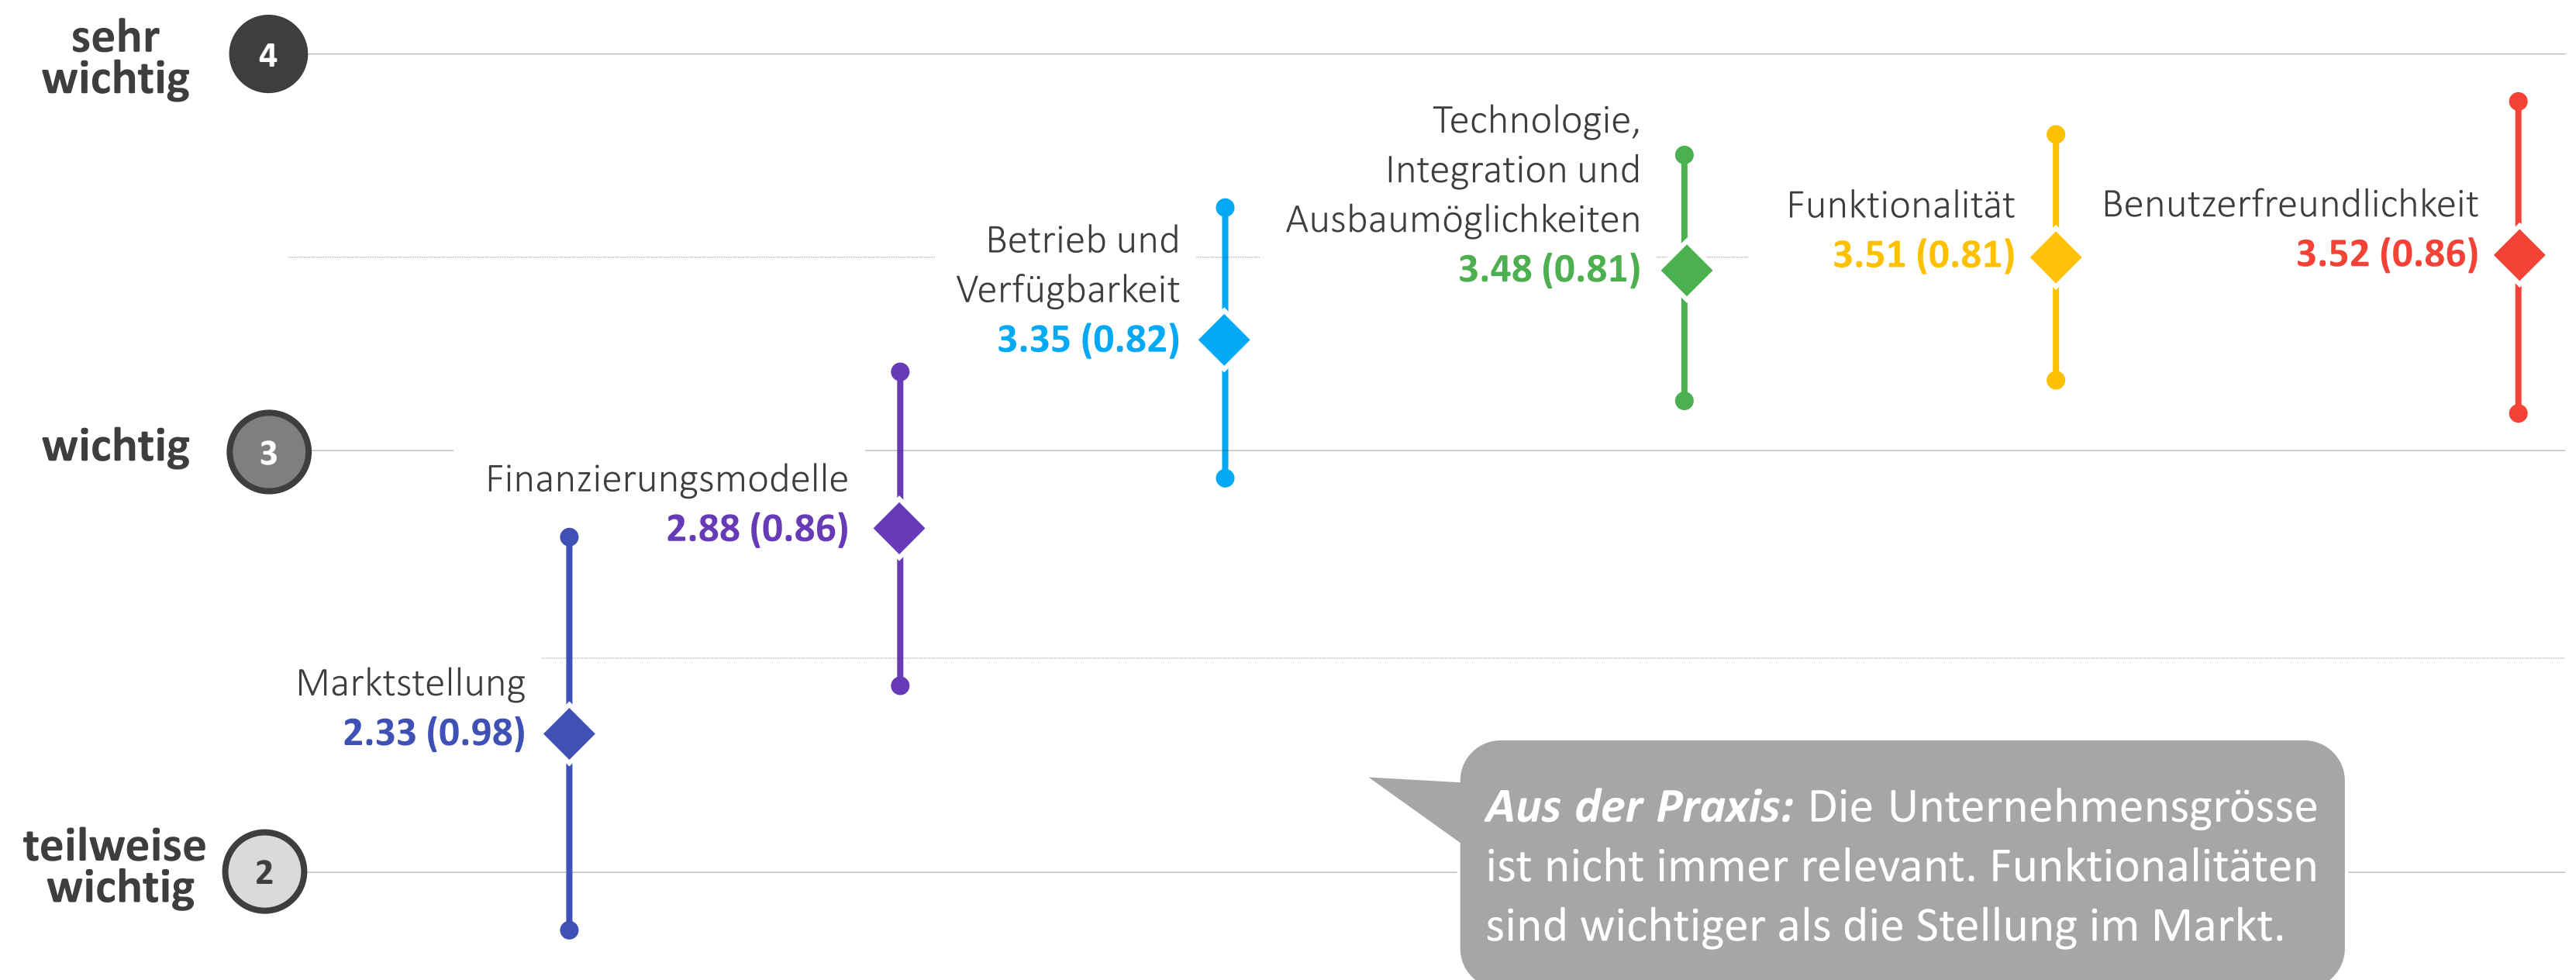 sehr
wichtig
4
Technologie,
Integration und
Ausbaumöglichkeiten
3.48 (0.81)
Funktionalität
3.51 (0.81)
Benutzerfreundlichkeit
3.52 (0.86)
Betrieb und
Verfügbarkeit
3.35 (0.82)
wichtig
3
Finanzierungsmodelle
2.88 (0.86)
Marktstellung
2.33 (0.98)
teilweise
wichtig
2
Aus der Praxis: Die Unternehmensgrösse
ist nicht immer relevant. Funktionalitäten
sind wichtiger als die Stellung im Markt.